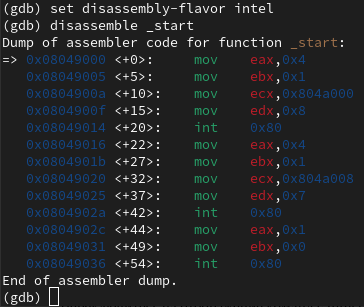 (gdb) set disassembly-flavor intel
(gdb) disassemble _start
Dump of assembler code for function _start:
=> 0x08049000 <+0>: mov eax,0x4
0x08049005 <+5>: mov ebx,0x1
0x0804900a <+10>: mov ecx,0x804a000
0x0804900f <+15>: mov edx,0x8
0x08049014 <+20>: int 0x80
0x08049016 <+22>: mov eax,0x4
0x0804901b <+27>: mov ebx,0x1
0x08049020 <+32>: mov ecx,0x804a008
0x08049025 <+37>: mov edx,0x7
0x0804902a <+42>: int 0x80
0x0804902c <+44>: mov eax,0x1
0x08049031 <+49>: mov ebx,0x0
0x08049036 <+54>: int 0x80
End of assembler dump.
(gdb)